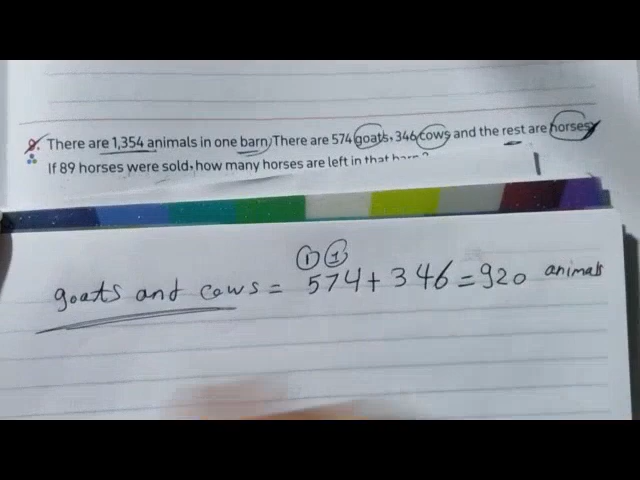 9. There are 1,354 animals in one barn, There are 574 goats, 346 cows and the rest are horses,
If 89 horses were sold, how many horses are left in that
① ①
goats and cows = 574 + 346 = 920 animals